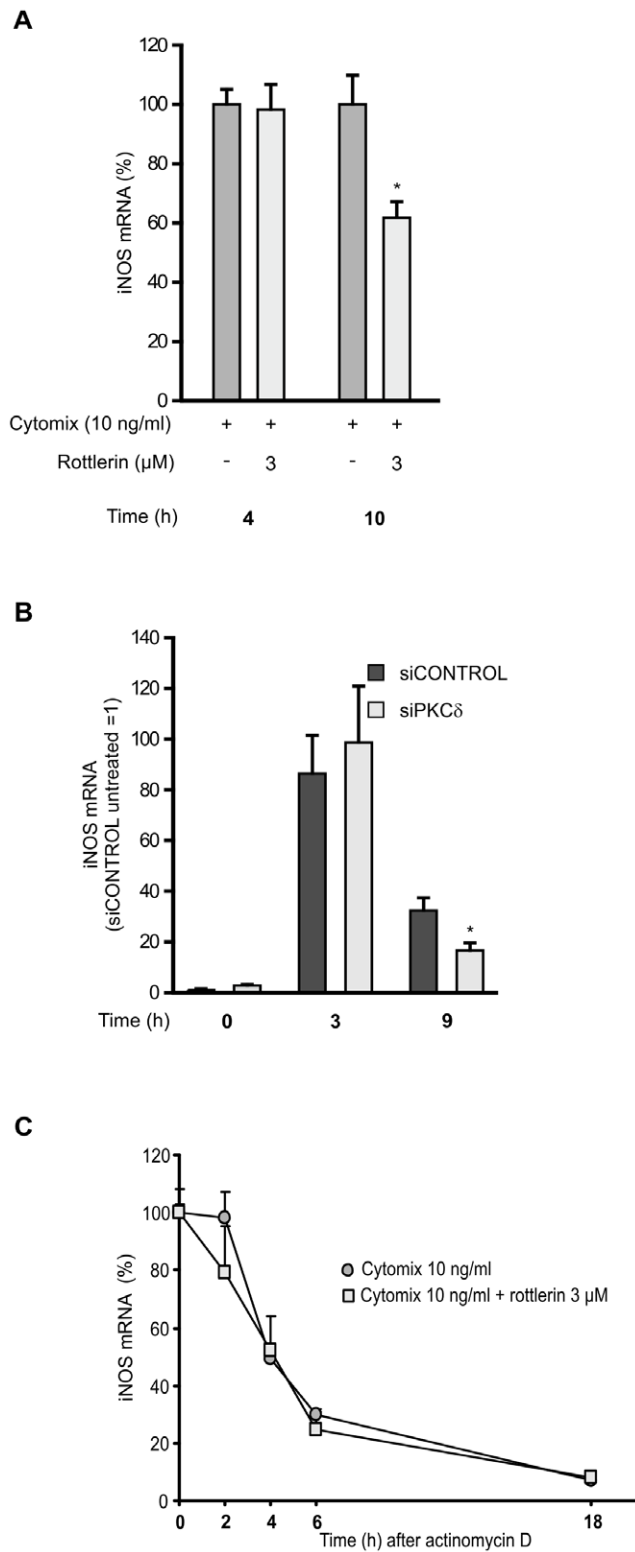 A
120
100
80
60
40
20
0
iNOS mRNA (%)
*
Cytomix (10 ng/ml) + + + +
Rottlerin (µM) - 3 - 3
Time (h) 4 10
B
140
120
100
80
60
40
20
0
iNOS mRNA
(siCONTROL untreated =1)
siCONTROL
siPKCδ
*
Time (h) 0 3 9
C
120
100
80
60
40
20
0
iNOS mRNA (%)
Cytomix 10 ng/ml
Cytomix 10 ng/ml + rottlerin 3 µM
0 2 4 6 18
Time (h) after actinomycin D